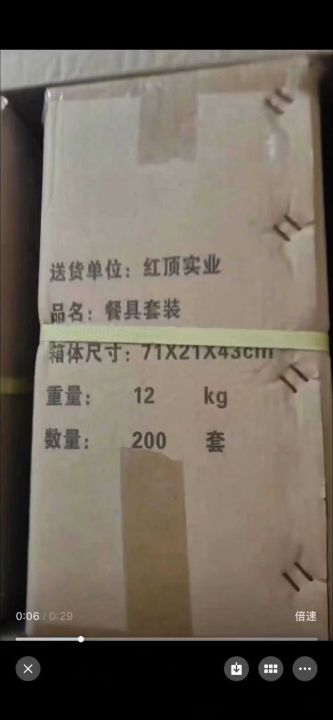 送货单位：红顶实业
品名：餐具套装
箱体尺寸：71X21X43cm
重量： 12 kg
数量： 200 套
0:06 / 0:29
倍速